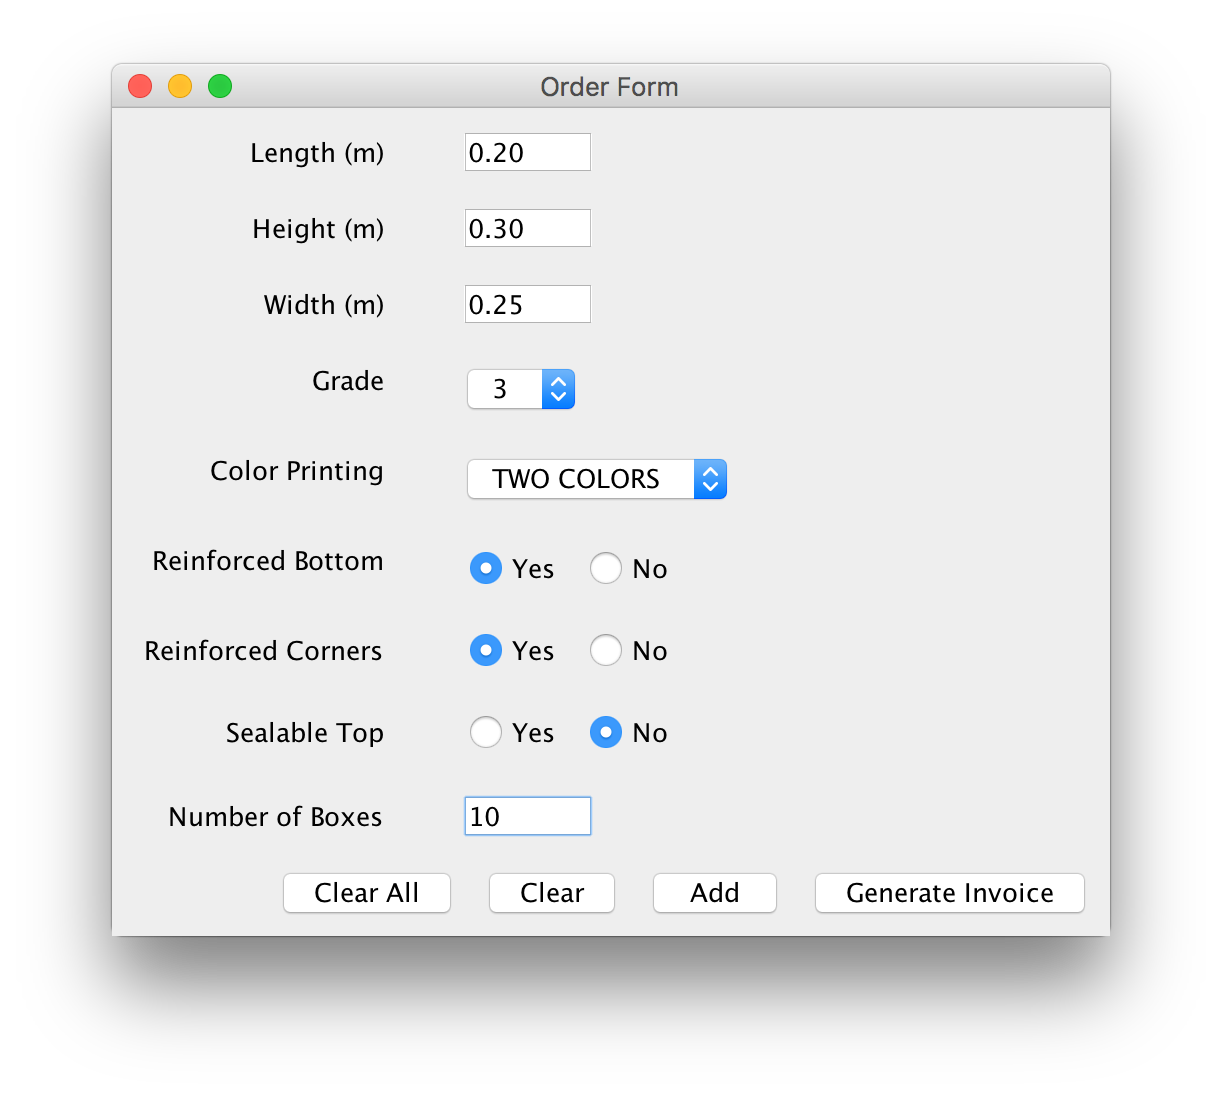 Order Form
Length (m) 0.20
Height (m) 0.30
Width (m) 0.25
Grade 3
Color Printing TWO COLORS
Reinforced Bottom Yes No
Reinforced Corners Yes No
Sealable Top Yes No
Number of Boxes 10
Clear All Clear Add Generate Invoice